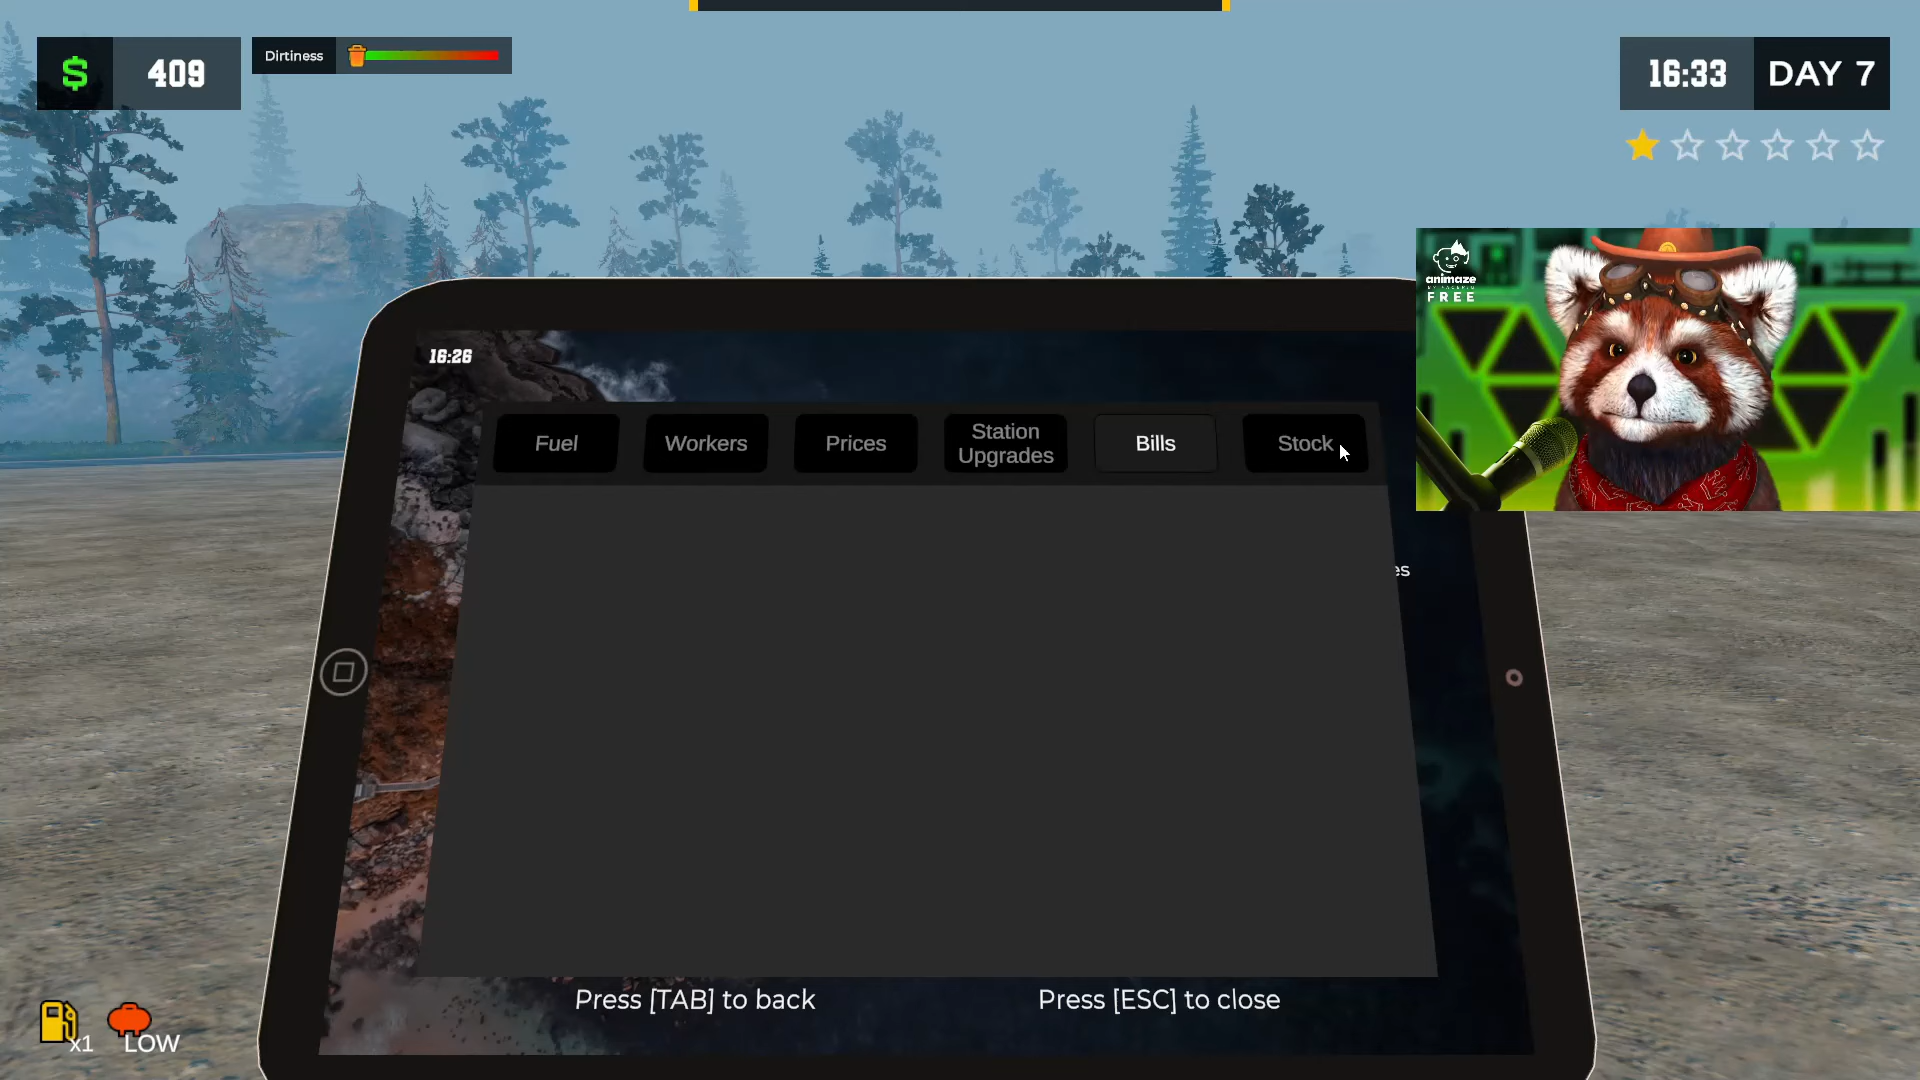 $ 409
Dirtiness
16:33 DAY 7
animaze
FREE
16:26
Fuel
Workers
Prices
Station
Upgrades
Bills
Stock
es
Press [TAB] to back
Press [ESC] to close
x1
LOW